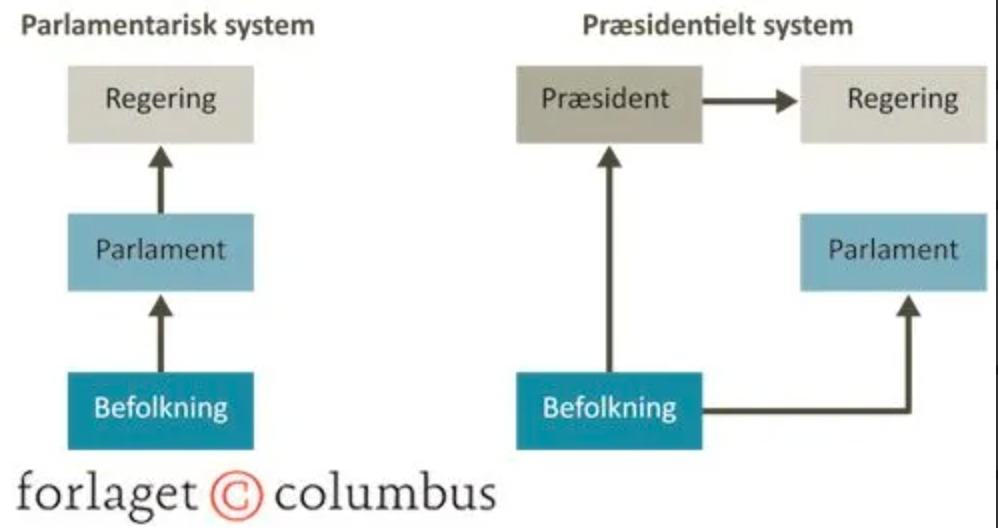 Parlamentarisk system
Regering
Parlament
Befolkning
Præsidentielt system
Præsident
Regering
Parlament
Befolkning
forlaget © columbus